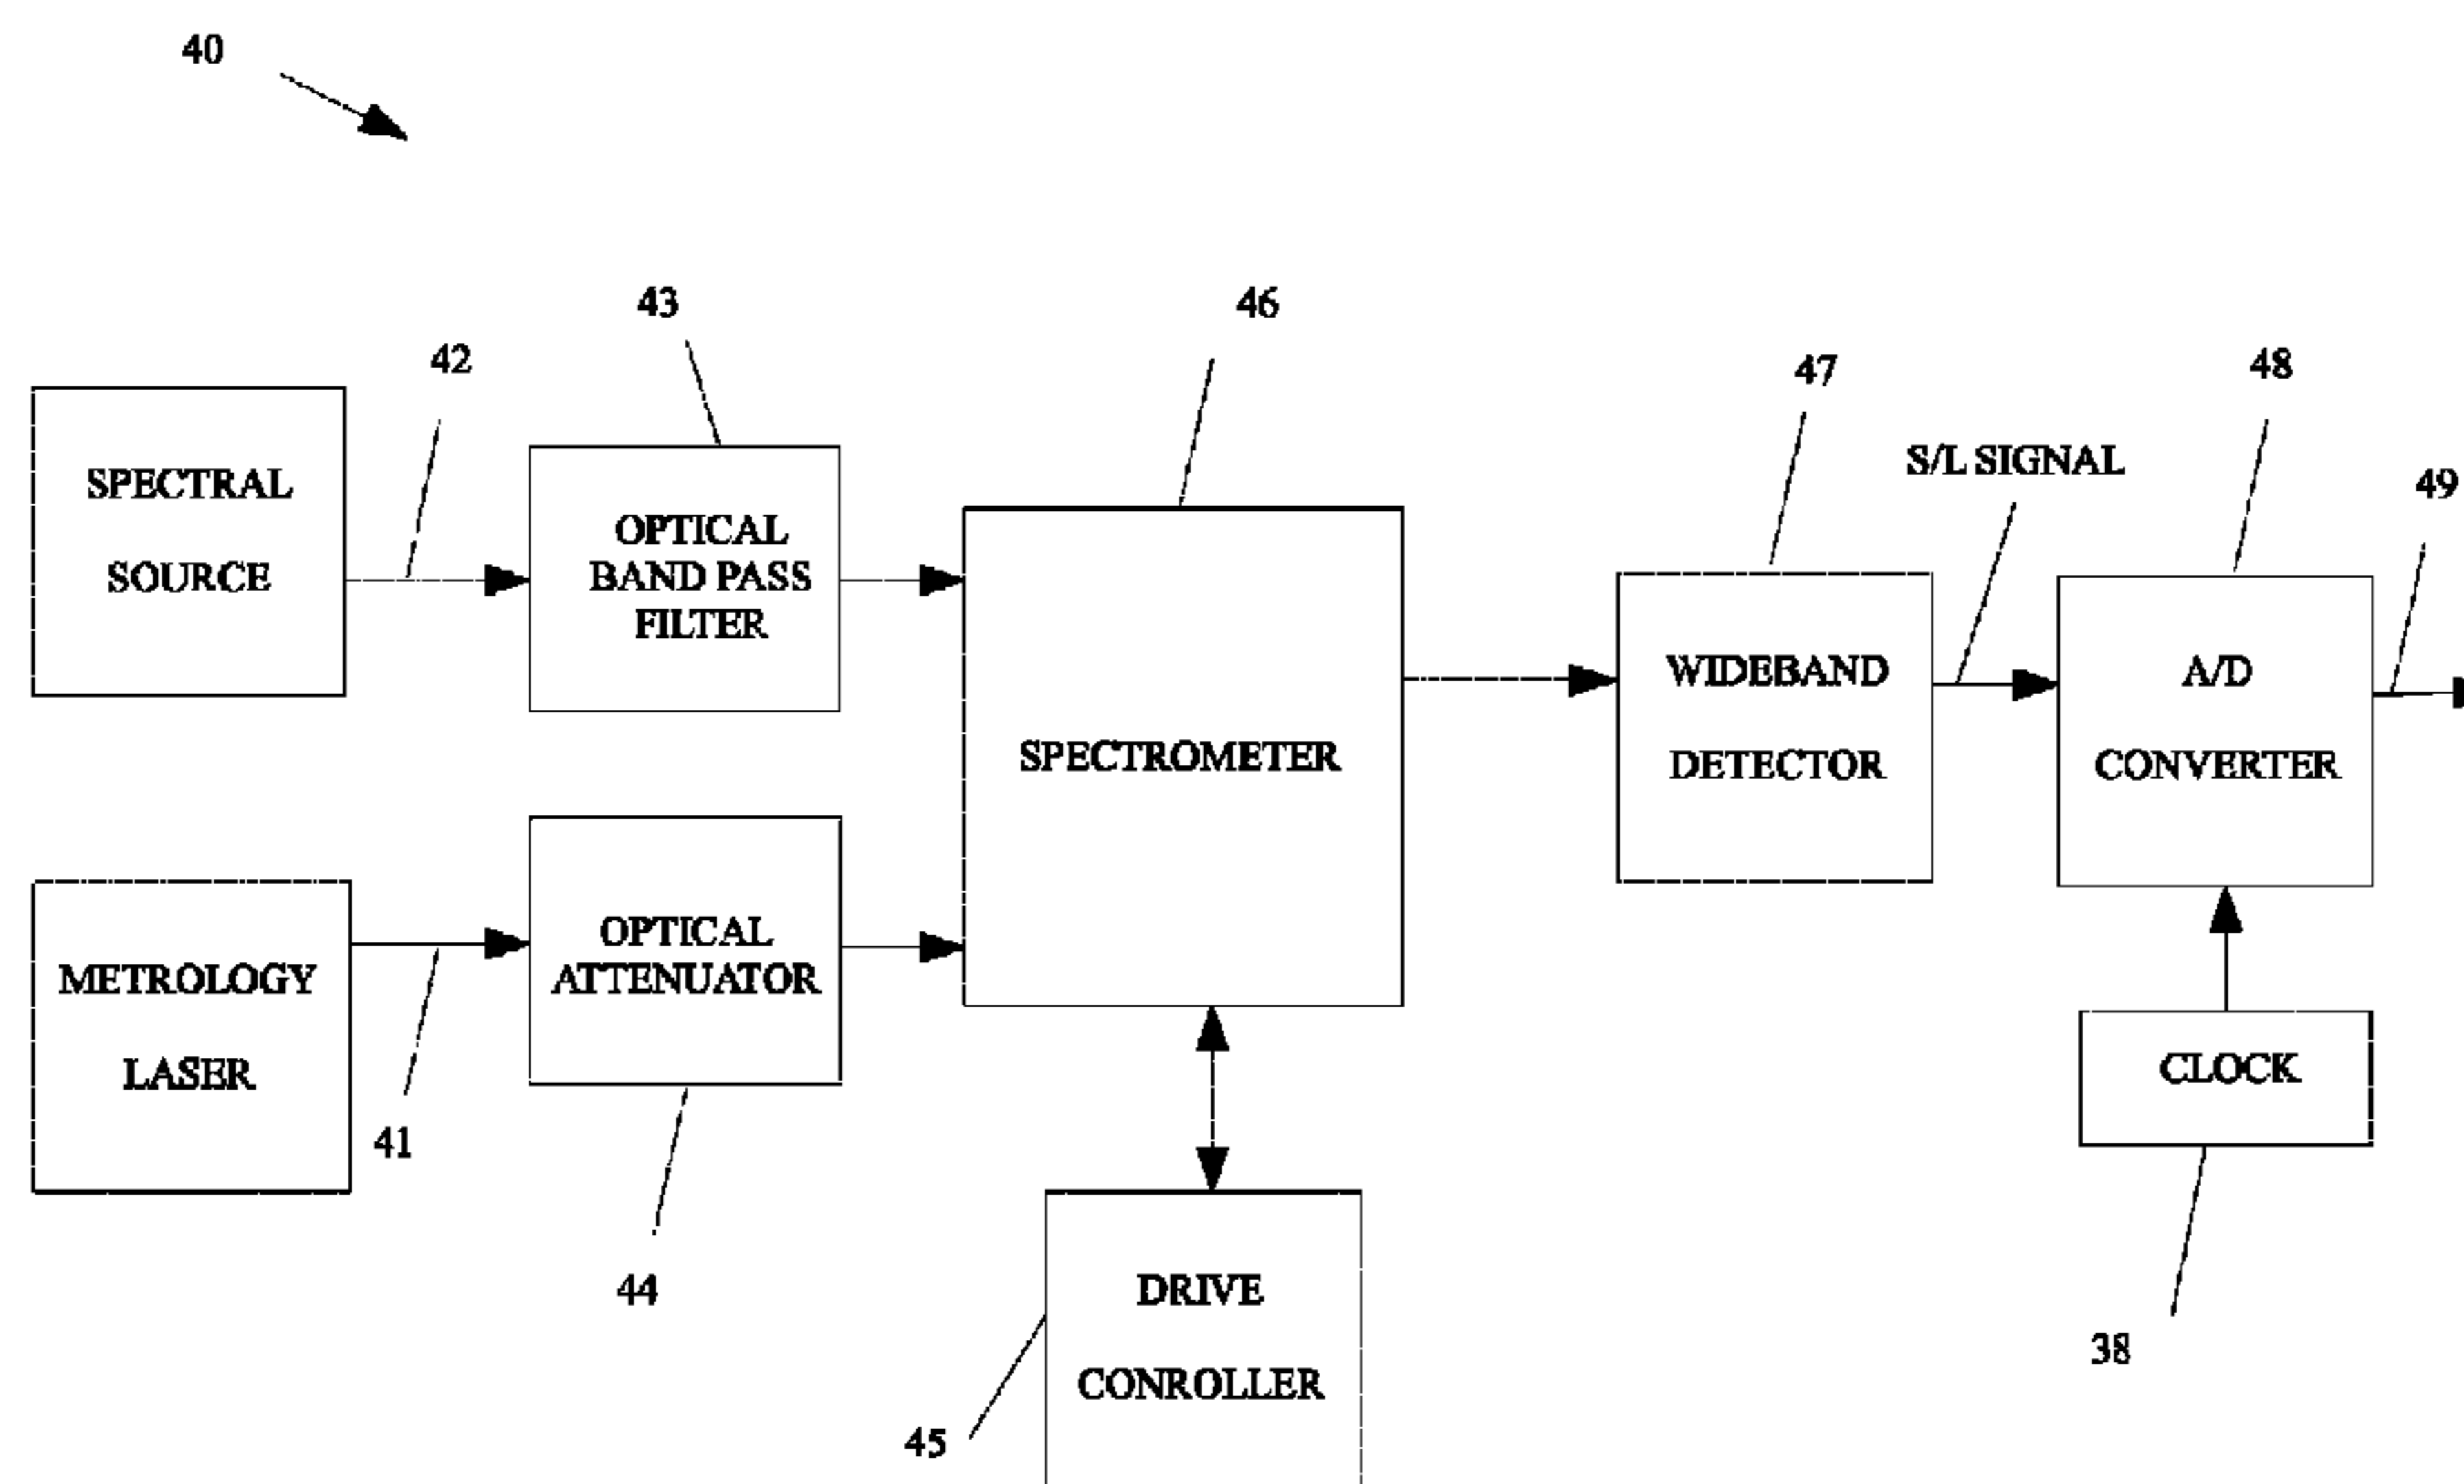 40
43
46
42
47
48
S/L SIGNAL
49
SPECTRAL
SOURCE
OPTICAL
BAND PASS
FILTER
SPECTROMETER
WIDEBAND
DETECTOR
A/D
CONVERTER
METROLOGY
LASER
OPTICAL
ATTENUATOR
CLOCK
41
44
38
DRIVE
CONROLLER
45